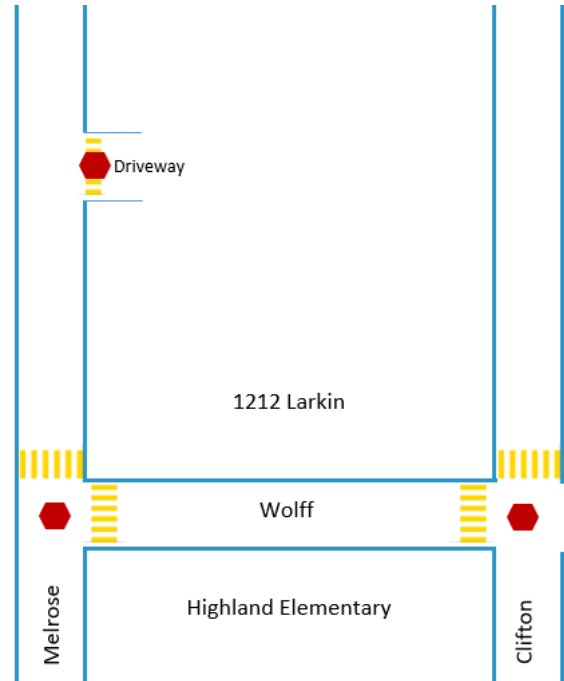 Driveway
1212 Larkin
Wolff
Highland Elementary
Melrose
Clifton